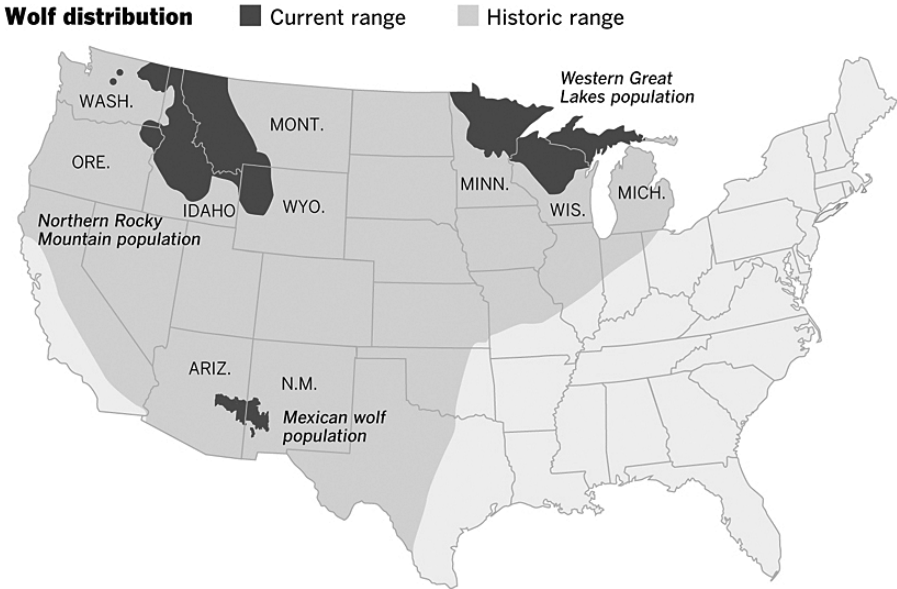 Wolf distribution
Current range
Historic range
Western Great
Lakes population
WASH.
MONT.
ORE.
MINN.
MICH.
IDAHO
WYO.
WIS.
Northern Rocky
Mountain population
ARIZ.
N.M.
Mexican wolf
population